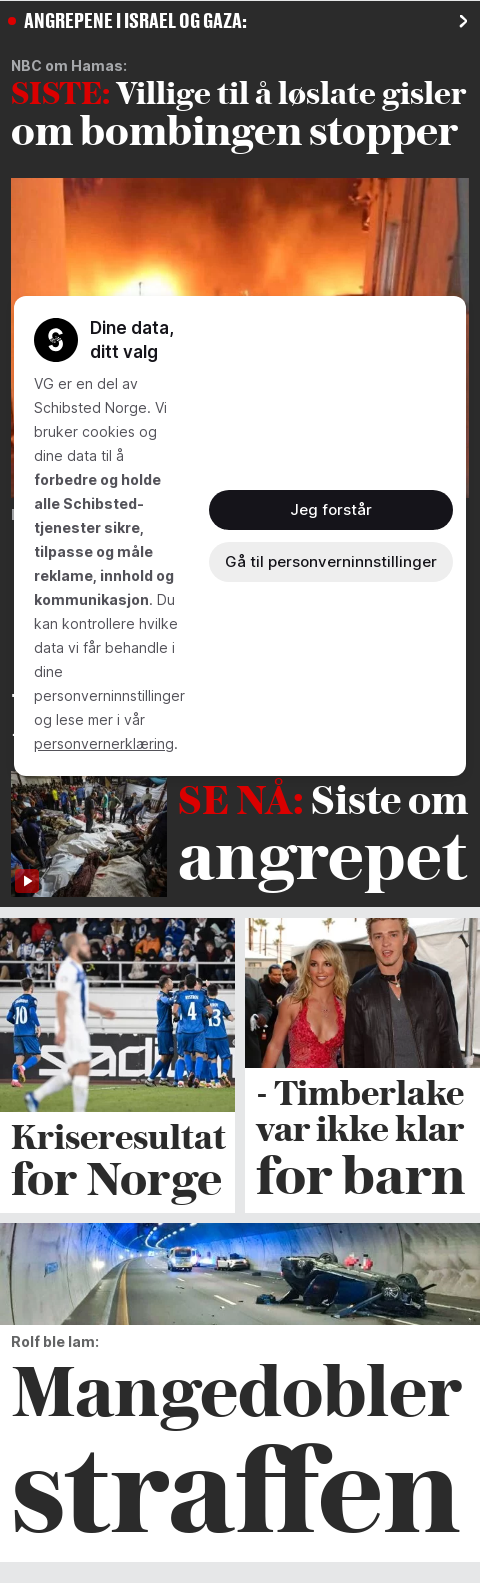 ANGREPENE I ISRAEL OG GAZA:
NBC om Hamas:
SISTE: Villige til å løslate gisler
om bombingen stopper
Dine data,
ditt valg
VG er en del av
Schibsted Norge. Vi
bruker cookies og
dine data til å
forbedre og holde
alle Schibsted-
tjenester sikre,
tilpasse og måle
reklame, innhold og
kommunikasjon. Du
kan kontrollere hvilke
data vi får behandle i
dine
personverninnstillinger
og lese mer i vår
personvernerklæring.
Jeg forstår
Gå til personverninnstillinger
SE NÅ: Siste om
angrepet
10
4
13
Kriseresultat
for Norge
- Timberlake
var ikke klar
for barn
Rolf ble lam:
Mangedobler
straffen